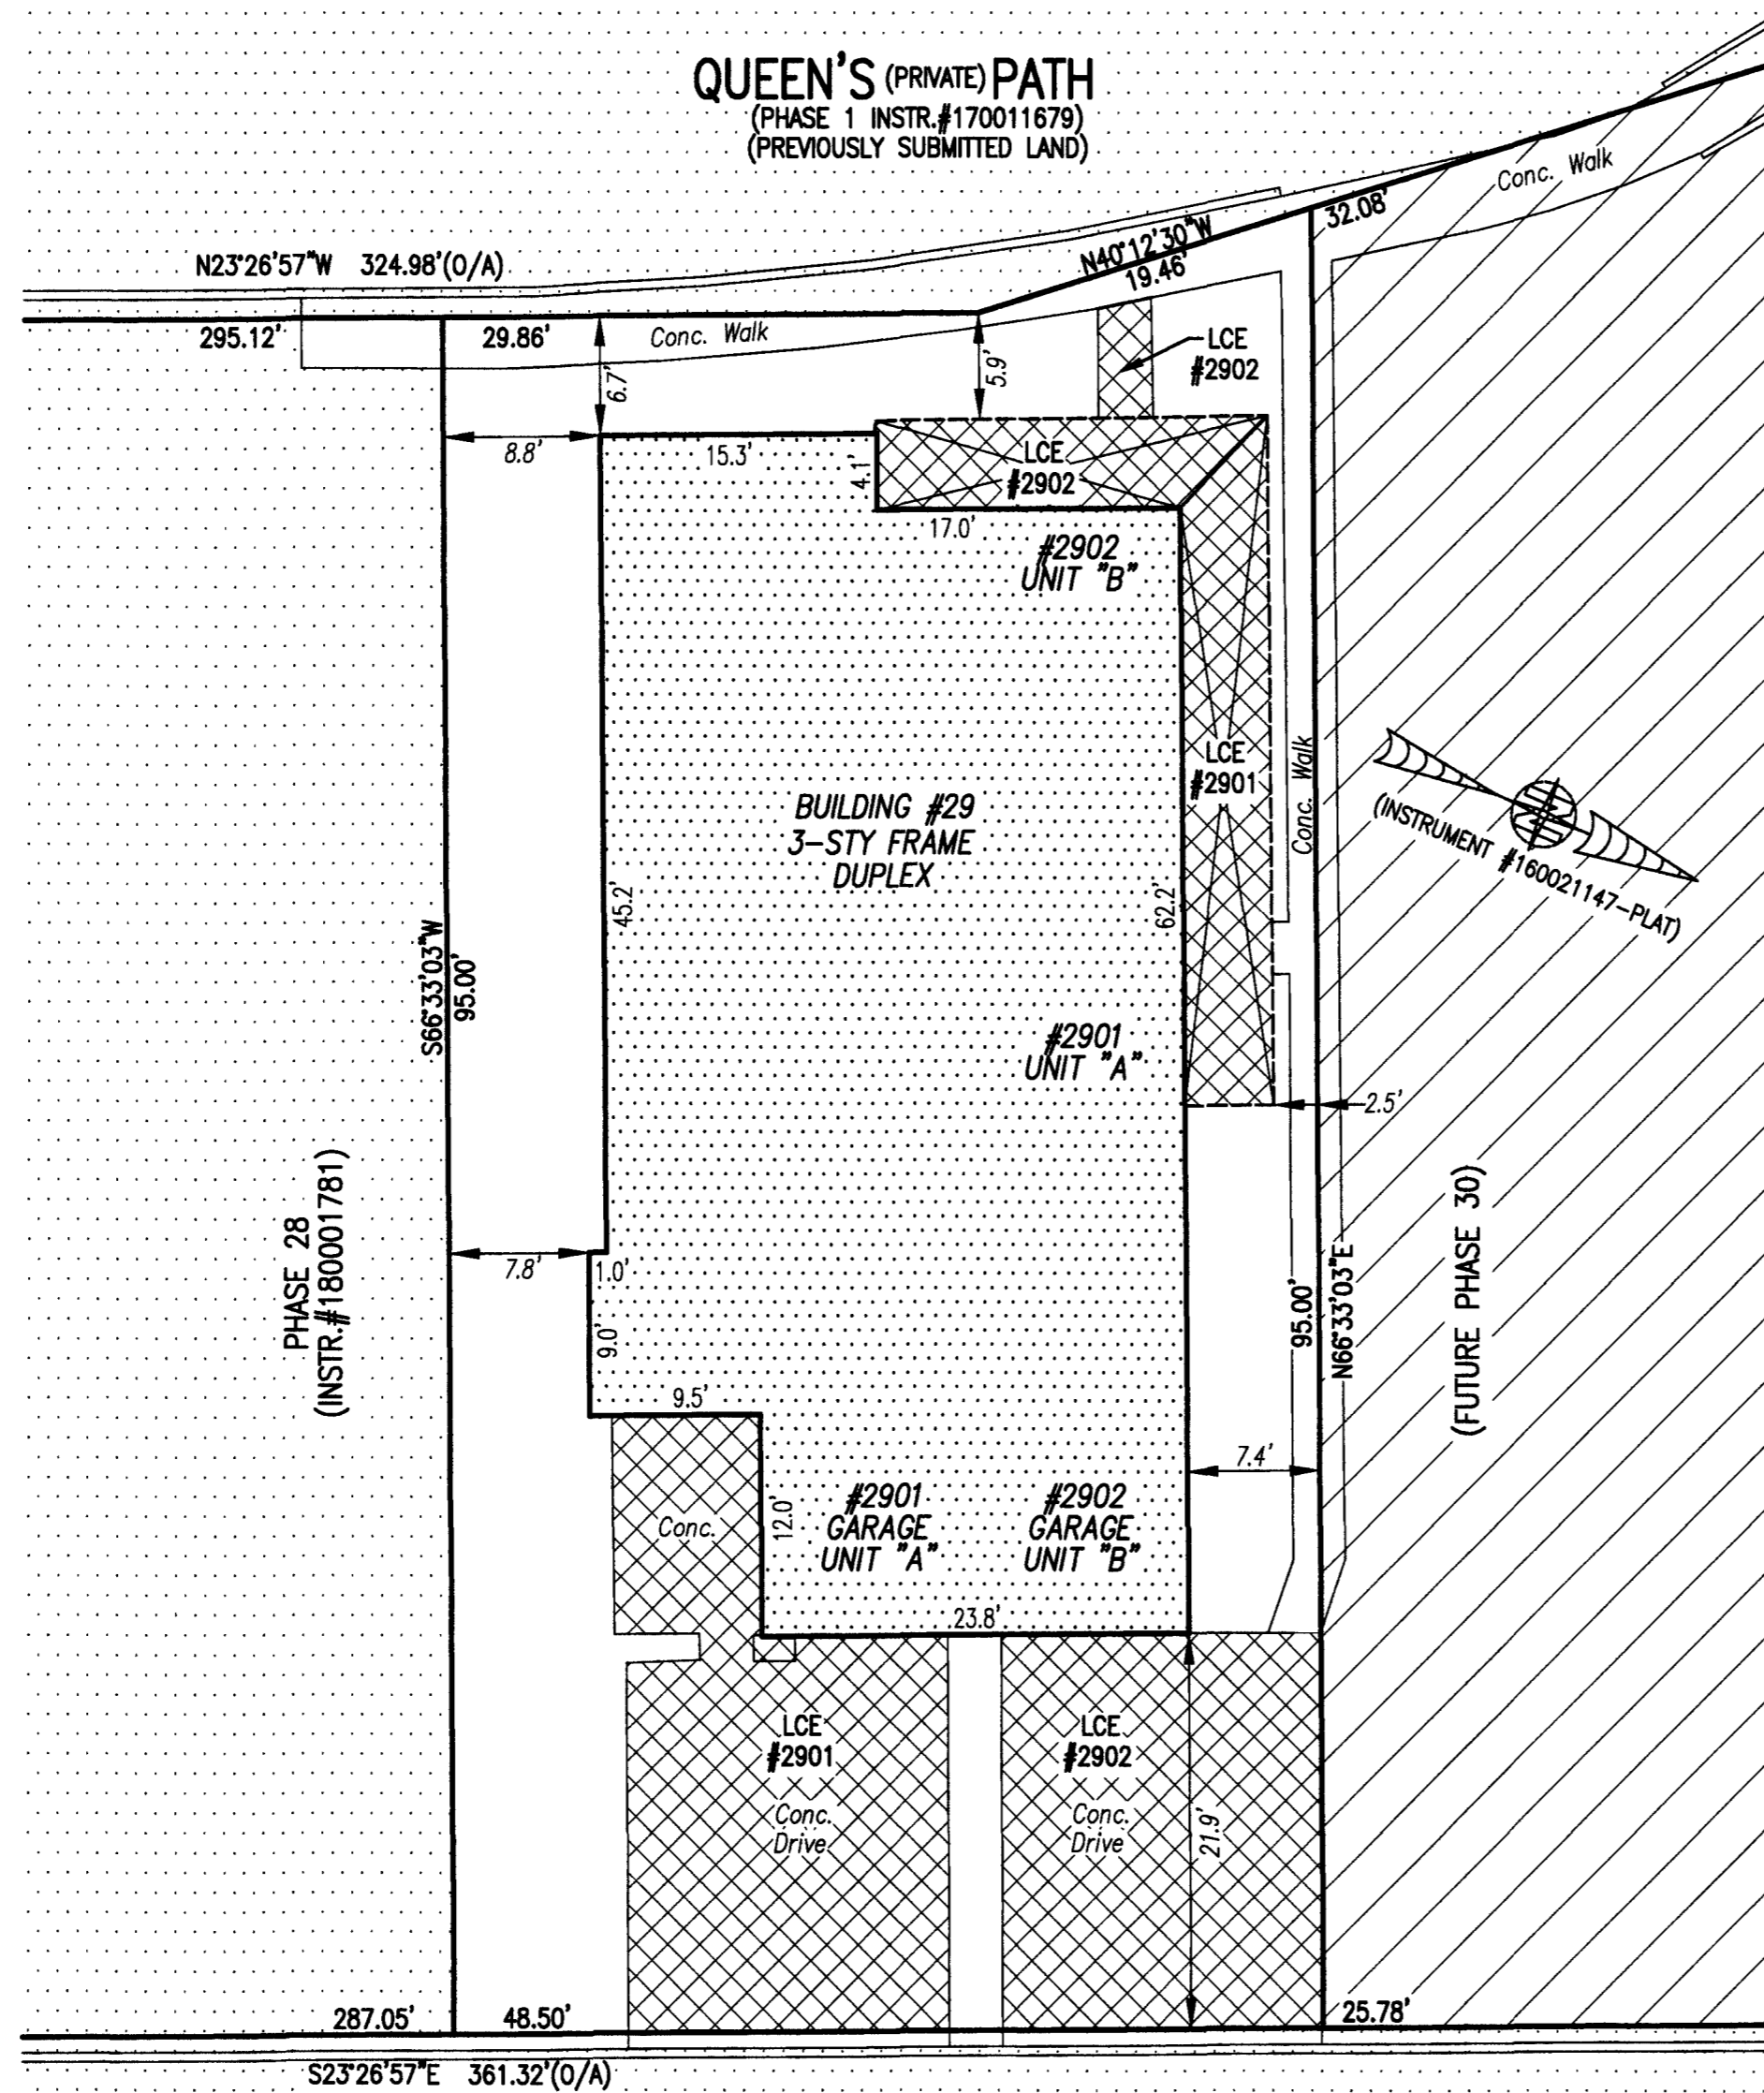 QUEEN'S (PRIVATE) PATH
(PHASE 1 INSTR.#170011679)
(PREVIOUSLY SUBMITTED LAND)
Conc. Walk
32.08'
N40°12'30"W
19.46'
N23°26'57"W 324.98'(O/A)
295.12'
29.86'
Conc. Walk
LCE
#2902
6.7'
5.9'
8.8'
15.3'
4.1'
LCE
#2902
17.0'
#2902
UNIT "B"
LCE
#2901
Conc. Walk
BUILDING #29
3-STY FRAME
DUPLEX
45.2'
62.2'
(INSTRUMENT #160021147-PLAT)
N
S66°33'03"W
95.00'
#2901
UNIT "A"
2.5'
PHASE 28
(INSTR.#180001781)
7.8'
1.0'
9.0'
9.5'
95.00'
N66°33'03"E
(FUTURE PHASE 30)
7.4'
Conc.
12.0'
#2901
GARAGE
UNIT "A"
#2902
GARAGE
UNIT "B"
23.8'
LCE
#2901
Conc.
Drive
LCE
#2902
Conc.
Drive
21.9'
287.05'
48.50'
25.78'
S23°26'57"E 361.32'(O/A)